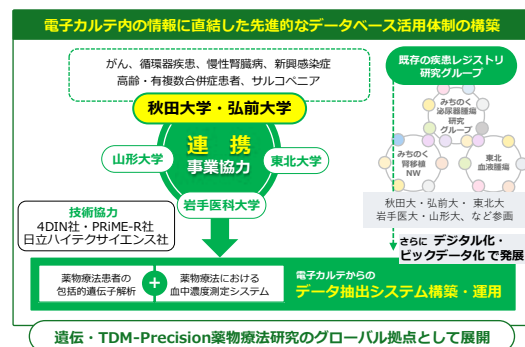 電子カルテ内の情報に直結した先進的なデータベース活用体制の構築
がん、循環器疾患、慢性腎臓病、新興感染症
高齢・有複数合併症患者、サルコペニア
秋田大学・弘前大学
連 携
事業協力
山形大学
東北大学
岩手医科大学
技術協力
4DIN社・PRiME-R社
日立ハイテクサイエンス社
既存の疾患レジストリ
研究グループ
みちのく
泌尿器腫瘍
研究
グループ
みちのく
腎移植
NW
東北
血液腫瘍
秋田大・弘前大・ 東北大
岩手医大・山形大、など参画
さらに デジタル化・
ビックデータ化 で発展
薬物療法患者の
包括的遺伝子解析
+
薬物療法における
血中濃度測定システム
電子カルテからの
データ抽出システム構築・運用
遺伝・TDM-Precision薬物療法研究のグローバル拠点として展開